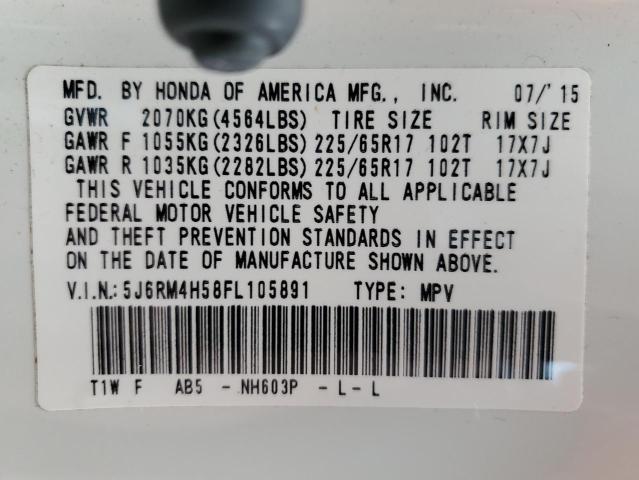 MFD. BY HONDA OF AMERICA MFG., INC. 07/'15
GVWR 2070KG(4564LBS) TIRE SIZE RIM SIZE
GAWR F 1055KG(2326LBS) 225/65R17 102T 17X7J
GAWR R 1035KG(2282LBS) 225/65R17 102T 17X7J
THIS VEHICLE CONFORMS TO ALL APPLICABLE
FEDERAL MOTOR VEHICLE SAFETY
AND THEFT PREVENTION STANDARDS IN EFFECT
ON THE DATE OF MANUFACTURE SHOWN ABOVE.
V.I.N.:5J6RM4H58FL105891 TYPE: MPV
T1W F AB5 - NH603P - L - L